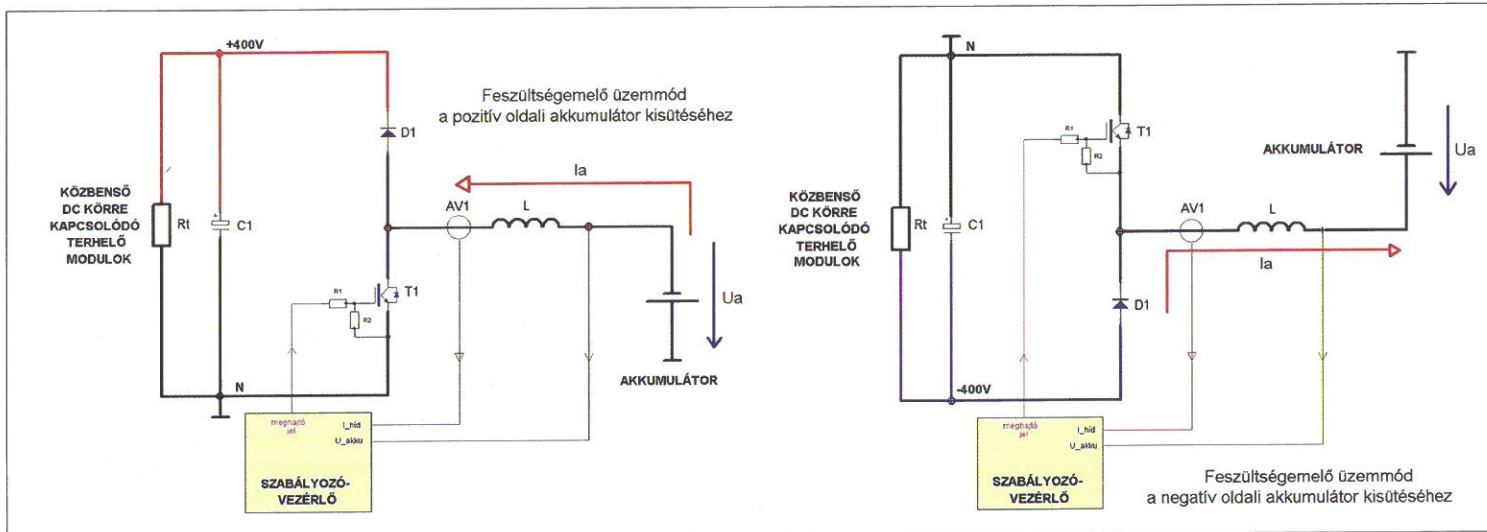 +400V
Feszültségemelő üzemmód
a pozitív oldali akkumulátor kisütéséhez
D1
Ia
KÖZBENSŐ
DC KÖRRE
KAPCSOLÓDÓ
TERHELŐ
MODULOK
Rt
C1
AV1
L
R1
R2
T1
Ua
AKKUMULÁTOR
N
meghajtó
jel
I_híd
U_akku
SZABÁLYOZÓ-
VEZÉRLŐ
N
R1
R2
T1
AKKUMULÁTOR
Ua
KÖZBENSŐ
DC KÖRRE
KAPCSOLÓDÓ
TERHELŐ
MODULOK
Rt
C1
AV1
L
Ia
D1
-400V
meghajtó
jel
I_híd
U_akku
SZABÁLYOZÓ-
VEZÉRLŐ
Feszültségemelő üzemmód
a negatív oldali akkumulátor kisütéséhez